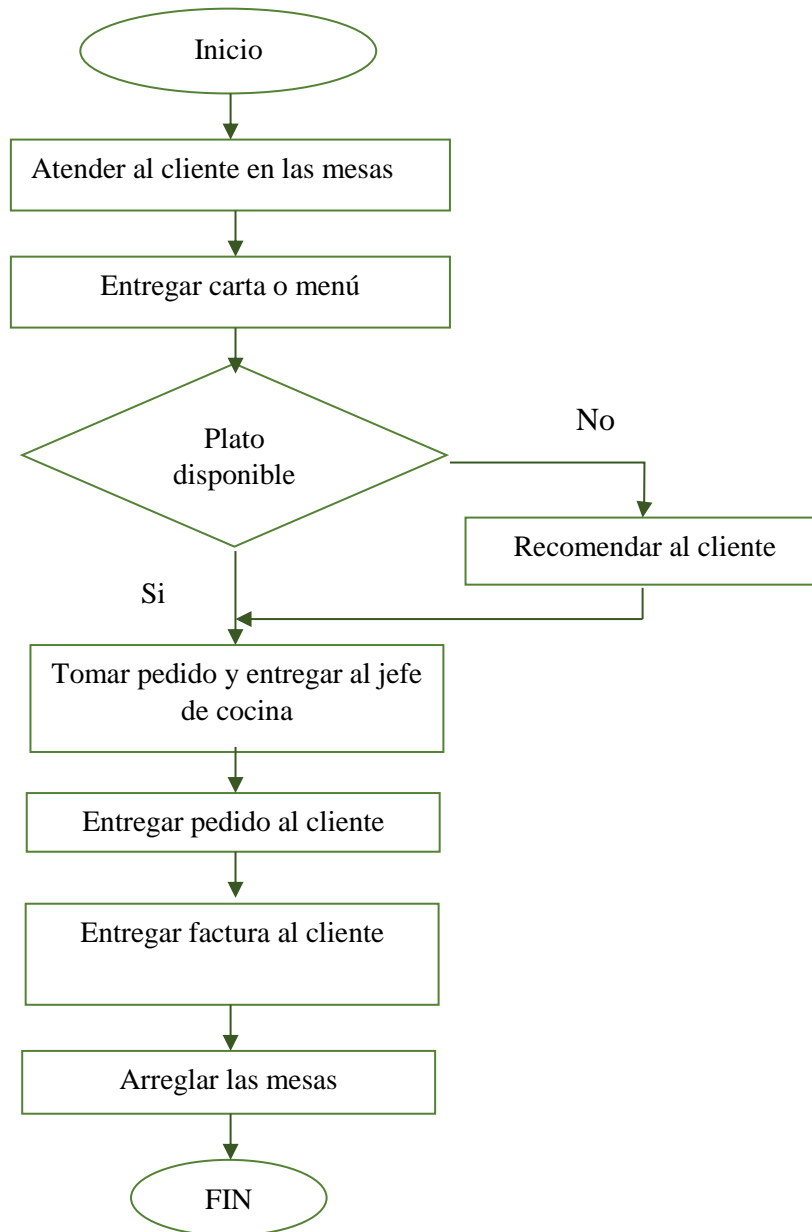 Inicio
Atender al cliente en las mesas
Entregar carta o menú
Plato
disponible
No
Recomendar al cliente
Si
Tomar pedido y entregar al jefe
de cocina
Entregar pedido al cliente
Entregar factura al cliente
Arreglar las mesas
FIN